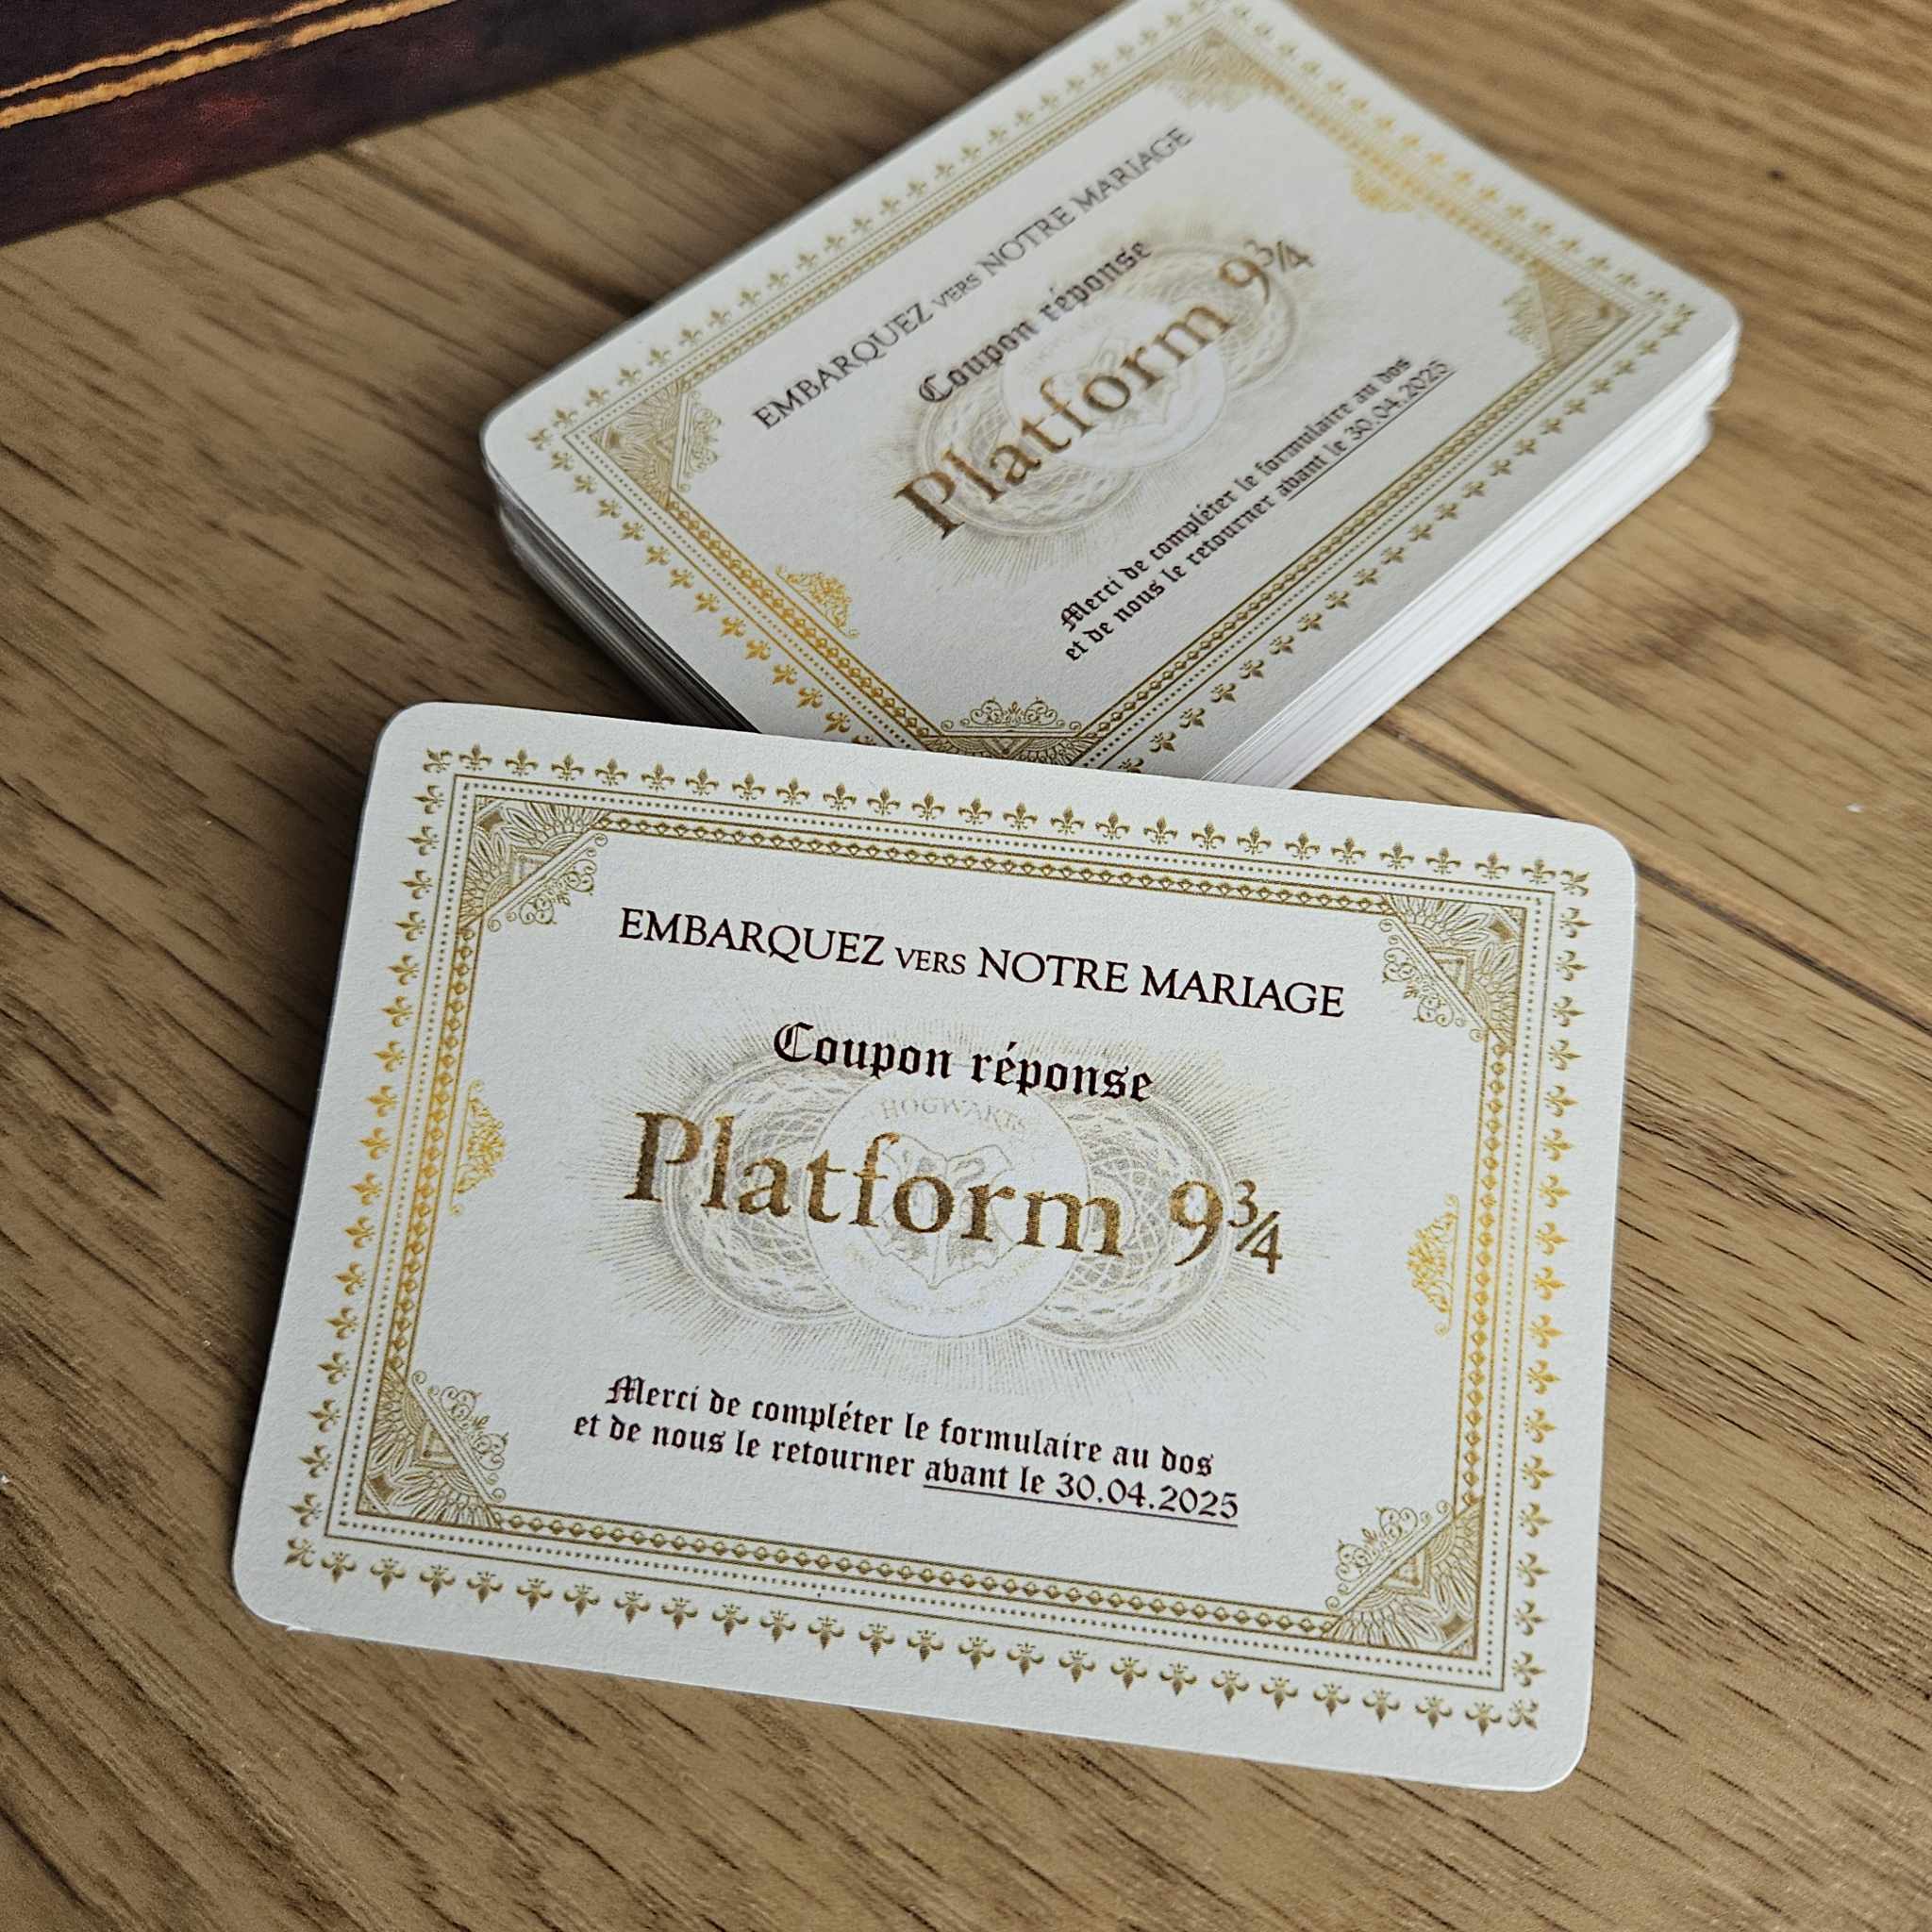 EMBARQUEZ VERS NOTRE MARIAGE
Coupon réponse
Platform 9¾
Merci de compléter le formulaire au dos
et de nous le retourner avant le 30.04.2025
EMBARQUEZ VERS NOTRE MARIAGE
Coupon réponse
HOGWARTS
Platform 9¾
Merci de compléter le formulaire au dos
et de nous le retourner avant le 30.04.2025